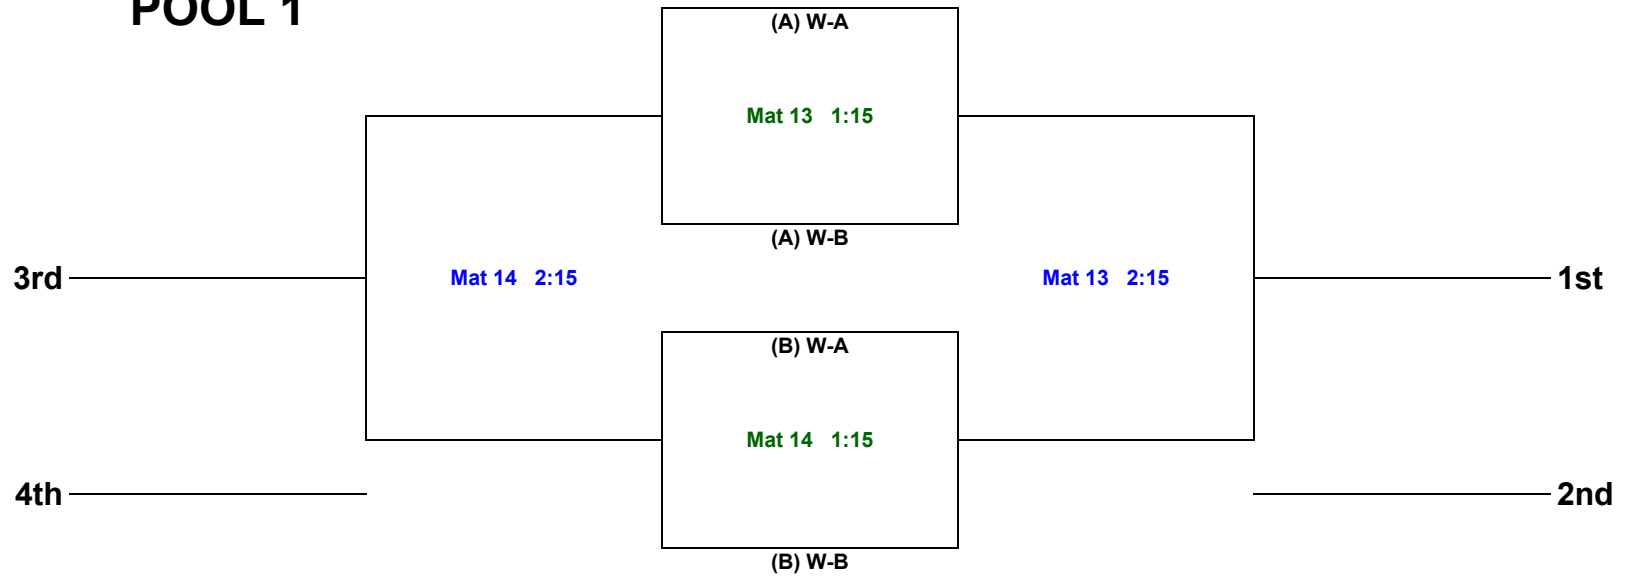 POOL 1
(A) W-A
Mat 13 1:15
(A) W-B
3rd
Mat 14 2:15
Mat 13 2:15
1st
(B) W-A
Mat 14 1:15
4th
2nd
(B) W-B